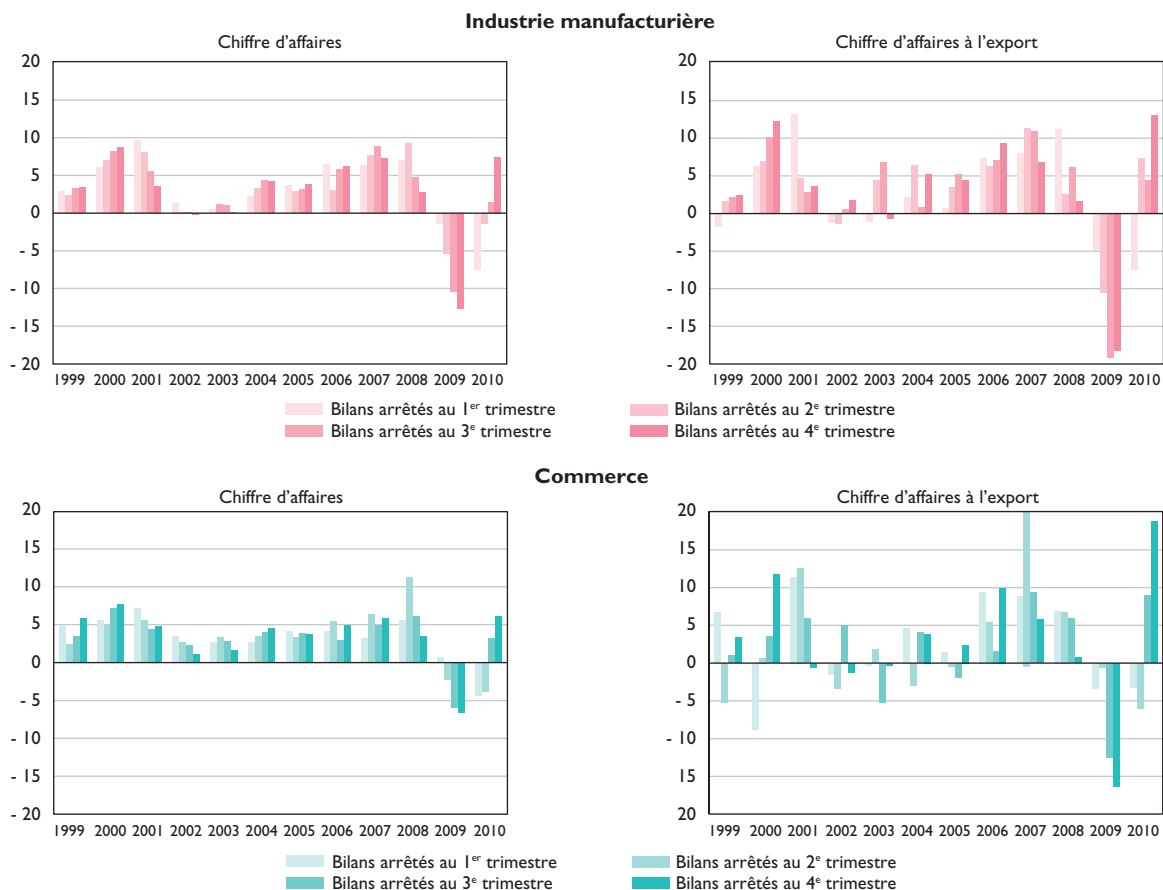 Industrie manufacturière
Chiffre d'affaires
20
15
10
5
0
- 5
- 10
- 15
- 20
1999 2000 2001 2002 2003 2004 2005 2006 2007 2008 2009 2010
Chiffre d'affaires à l'export
20
15
10
5
0
- 5
- 10
- 15
- 20
1999 2000 2001 2002 2003 2004 2005 2006 2007 2008 2009 2010
Bilans arrêtés au 1er trimestre
Bilans arrêtés au 2e trimestre
Bilans arrêtés au 3e trimestre
Bilans arrêtés au 4e trimestre
Commerce
Chiffre d'affaires
20
15
10
5
0
- 5
- 10
- 15
- 20
1999 2000 2001 2002 2003 2004 2005 2006 2007 2008 2009 2010
Chiffre d'affaires à l'export
20
15
10
5
0
- 5
- 10
15
20
1999 2000 2001 2002 2003 2004 2005 2006 2007 2008 2009 2010
Bilans arrêtés au 1er trimestre
Bilans arrêtés au 2e trimestre
Bilans arrêtés au 3e trimestre
Bilans arrêtés au 4e trimestre